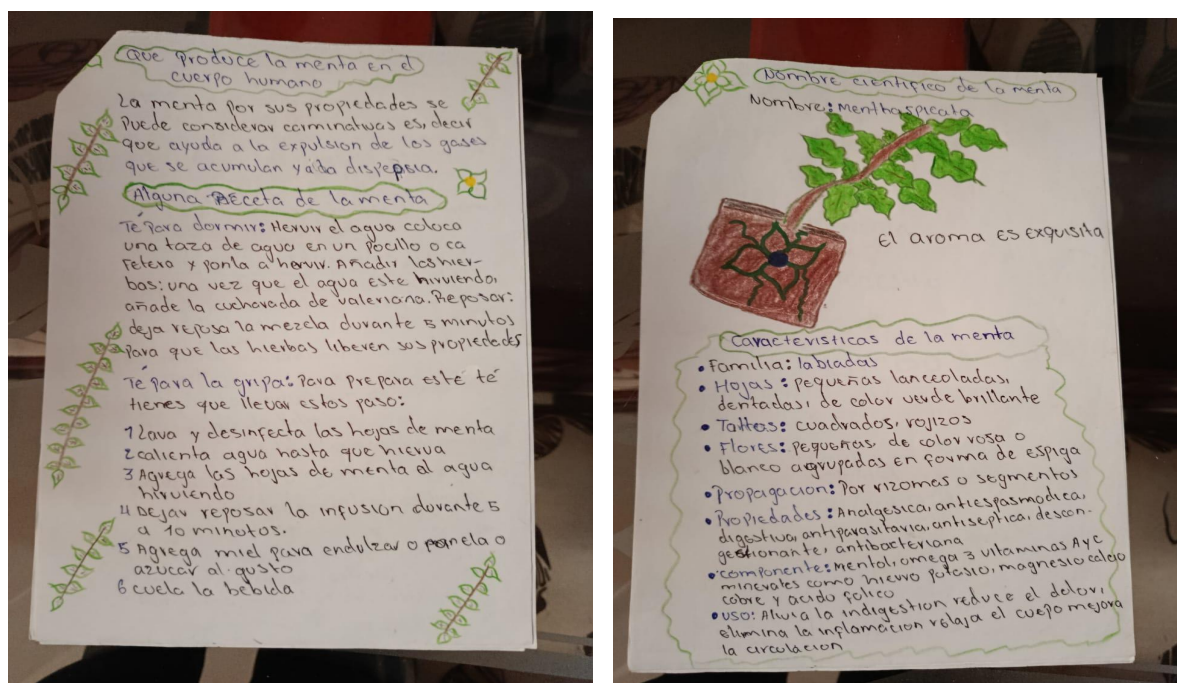 Que Produce la menta en el
cuerpo humano
La menta por sus propiedades se
Puede considerar carminativas es, decir
que ayuda a la expulsion de los gases
que se acumulan y a la dispepsia.
Alguna Receta de la menta
Té Para dormir: Hervir el agua coloca
una taza de agua en un pocillo o ca
fetera y ponla a hervir. Añadir las hier-
bas: una vez que el agua este hirviendo,
añade la cucharada de valeriana. Reposar:
deja reposa la mezcla durante 5 minutos
Para que las hierbas liberen sus propiedades
Té Para la gripa: Para Prepara este té
tienes que llevar estos paso:
1 Lava y desinfecta las hojas de menta
2 calienta agua hasta que hierva
3 Agrega las hojas de menta al agua
hirviendo
4 Dejar reposar la infusion durante 5
a 10 minutos.
5 Agrega miel para endulzar o panela o
azucar al gusto
6 cuela la bebida
Nombre cientifico de la menta
Nombre: Mentha spicata
El aroma es exquisita
Caracteristicas de la menta
• Familia: labiadas
• Hojas: pequeñas lanceoladas,
dentadas, de color verde brillante
• Tallos: cuadrados, rojizos
• Flores: pequeñas, de color rosa o
blanco agrupadas en forma de espiga
• Propagacion: Por rizomas o segmentos
• Propiedades: Analgesica, antiespasmodica,
digestiva, antiparasitaria, antiseptica, descon-
gestionante, antibacteriana
• componente: Mentol, omega 3 vitaminas A y C
minerales como hierro potasio, magnesio calcio
cobre y acido folico
• uso: Alivia la indigestion reduce el dolor,
elimina la inflamacion relaja el cuepo mejora
la circulacion